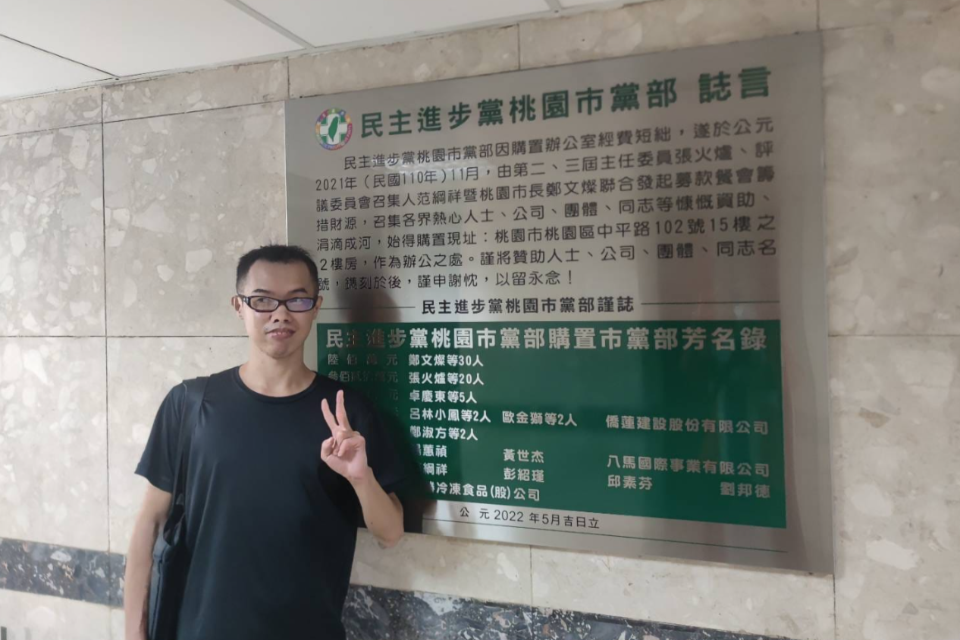 民主進步黨桃園市黨部 誌言
民主進步黨桃園市黨部因購置辦公室經費短絀，遂於公元
2021年(民國110年)11月，由第二、三屆主任委員張火爐、評
議委員會召集人范綱祥暨桃園市長鄭文燦聯合發起募款餐會籌
措財源，召集各界熱心人士、公司、團體、同志等慷慨資助、
涓滴成河，始得購置現址：桃園市桃園區中平路102號15樓之
2樓房，作為辦公之處。謹將贊助人士、公司、團體、同志名
號，鐫刻於後，謹申謝忱，以留永念！
民主進步黨桃園市黨部謹誌
民主進步黨桃園市黨部購置市黨部芳名錄
陸佰萬元 鄭文燦等30人
元 張火爐等20人
元 卓慶東等5人
呂林小鳳等2人 歐金獅等2人 僑蓮建設股份有限公司
鄭淑方等2人
蕙禎 黃世杰 八馬國際事業有限公司
綱祥 彭紹瑾 邱素芬 劉邦德
冷凍食品(股)公司
公 元 2022 年5月吉日立